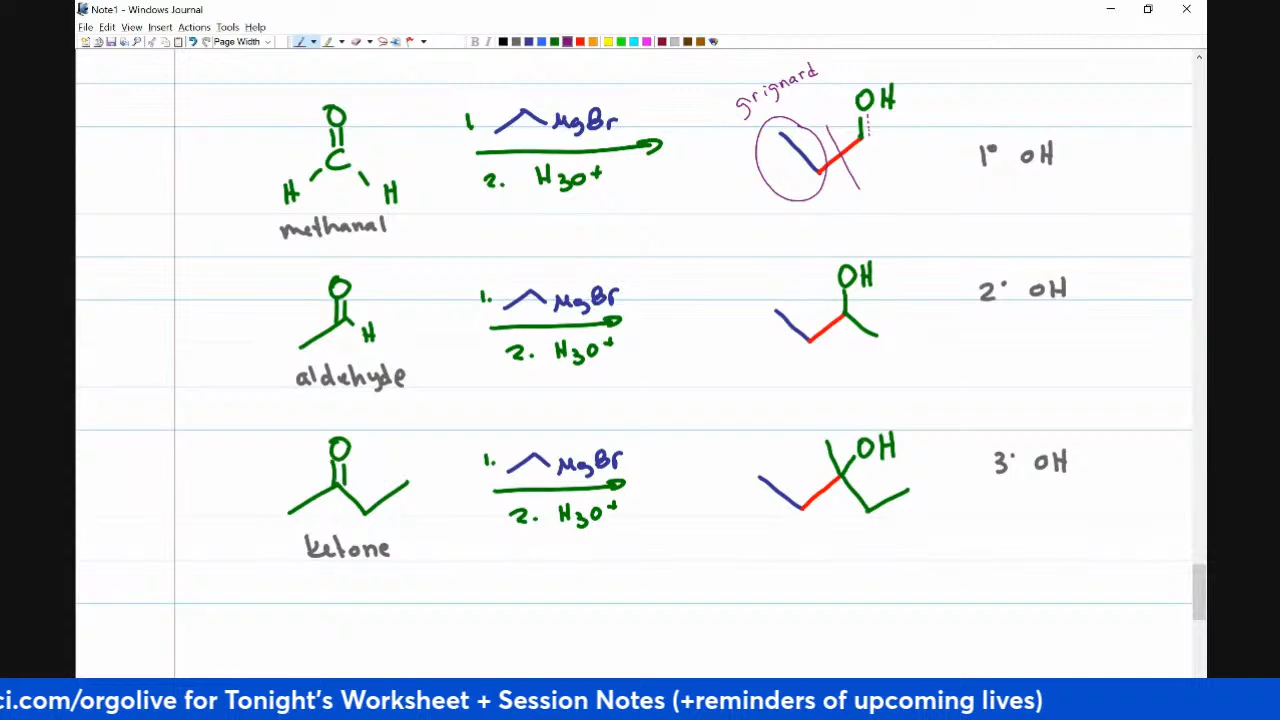 Note1 - Windows Journal
File Edit View Insert Actions Tools Help
Page Width B I
grignard
O
C
H H
methanal
1. MgBr
2. H3O+
OH
1° OH
O
H
aldehyde
1. MgBr
2. H3O+
OH
2° OH
O
ketone
1. MgBr
2. H3O+
OH
3° OH
ci.com/orgolive for Tonight's Worksheet + Session Notes (+reminders of upcoming lives)